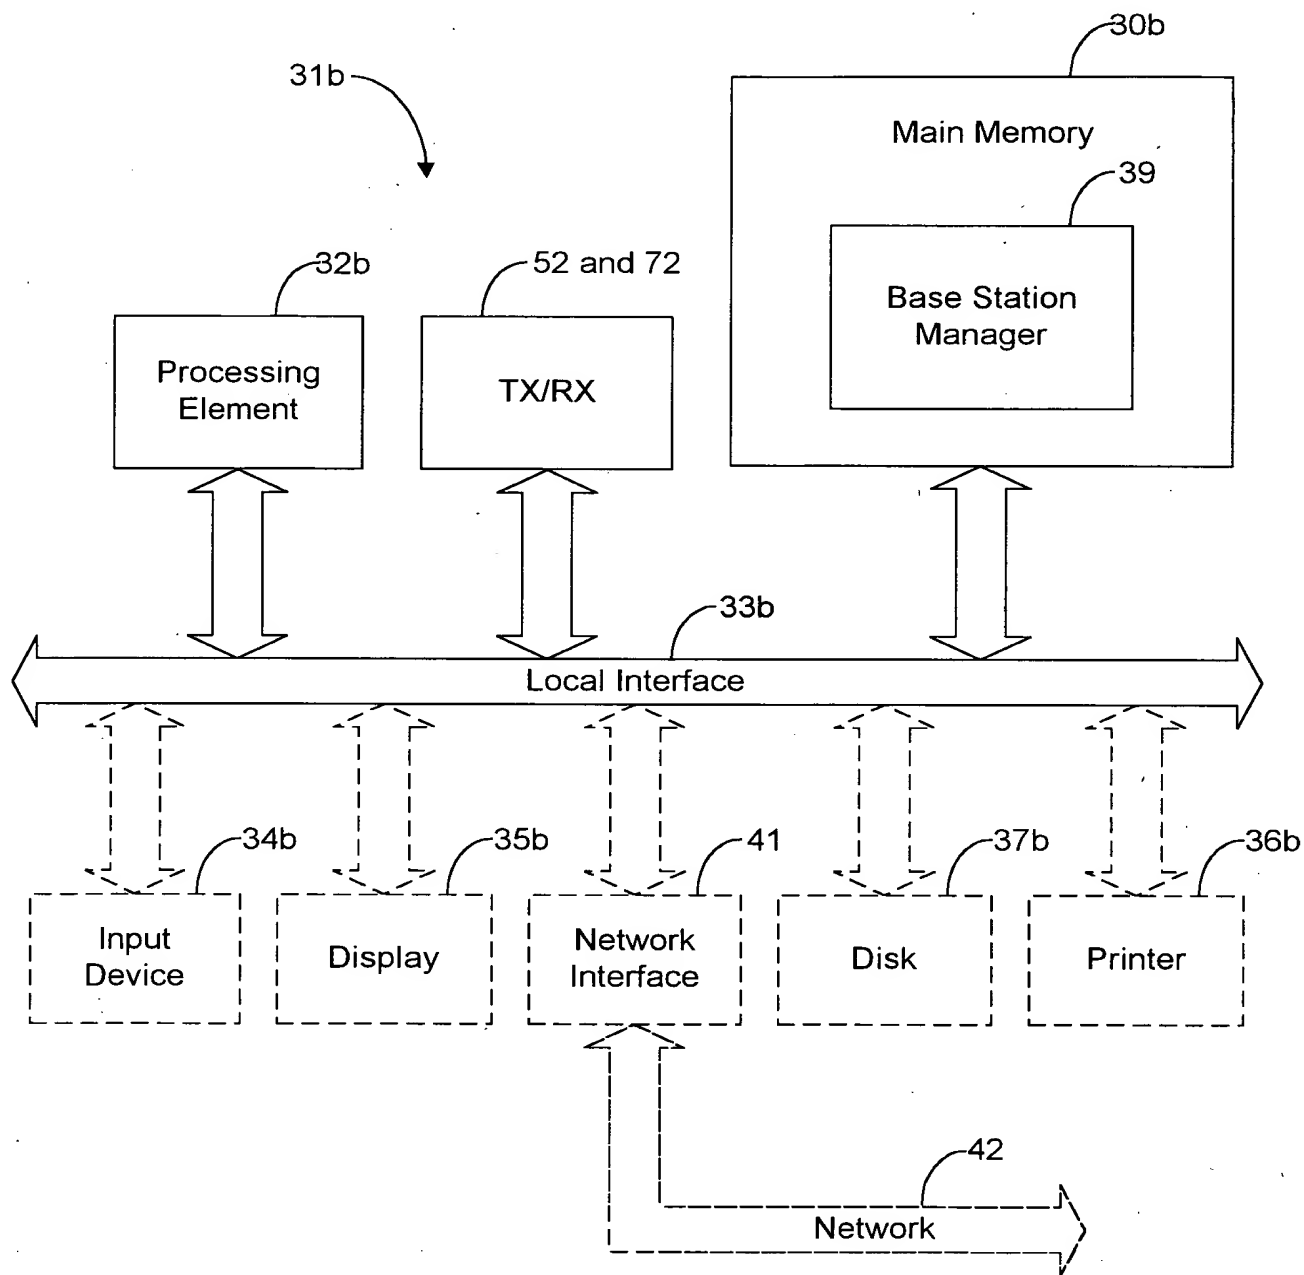 30b
31b
Main Memory
39
32b
52 and 72
Base Station
Manager
Processing
Element
TX/RX
33b
Local Interface
34b
35b
41
37b
36b
Input
Device
Display
Network
Interface
Disk
Printer
42
Network